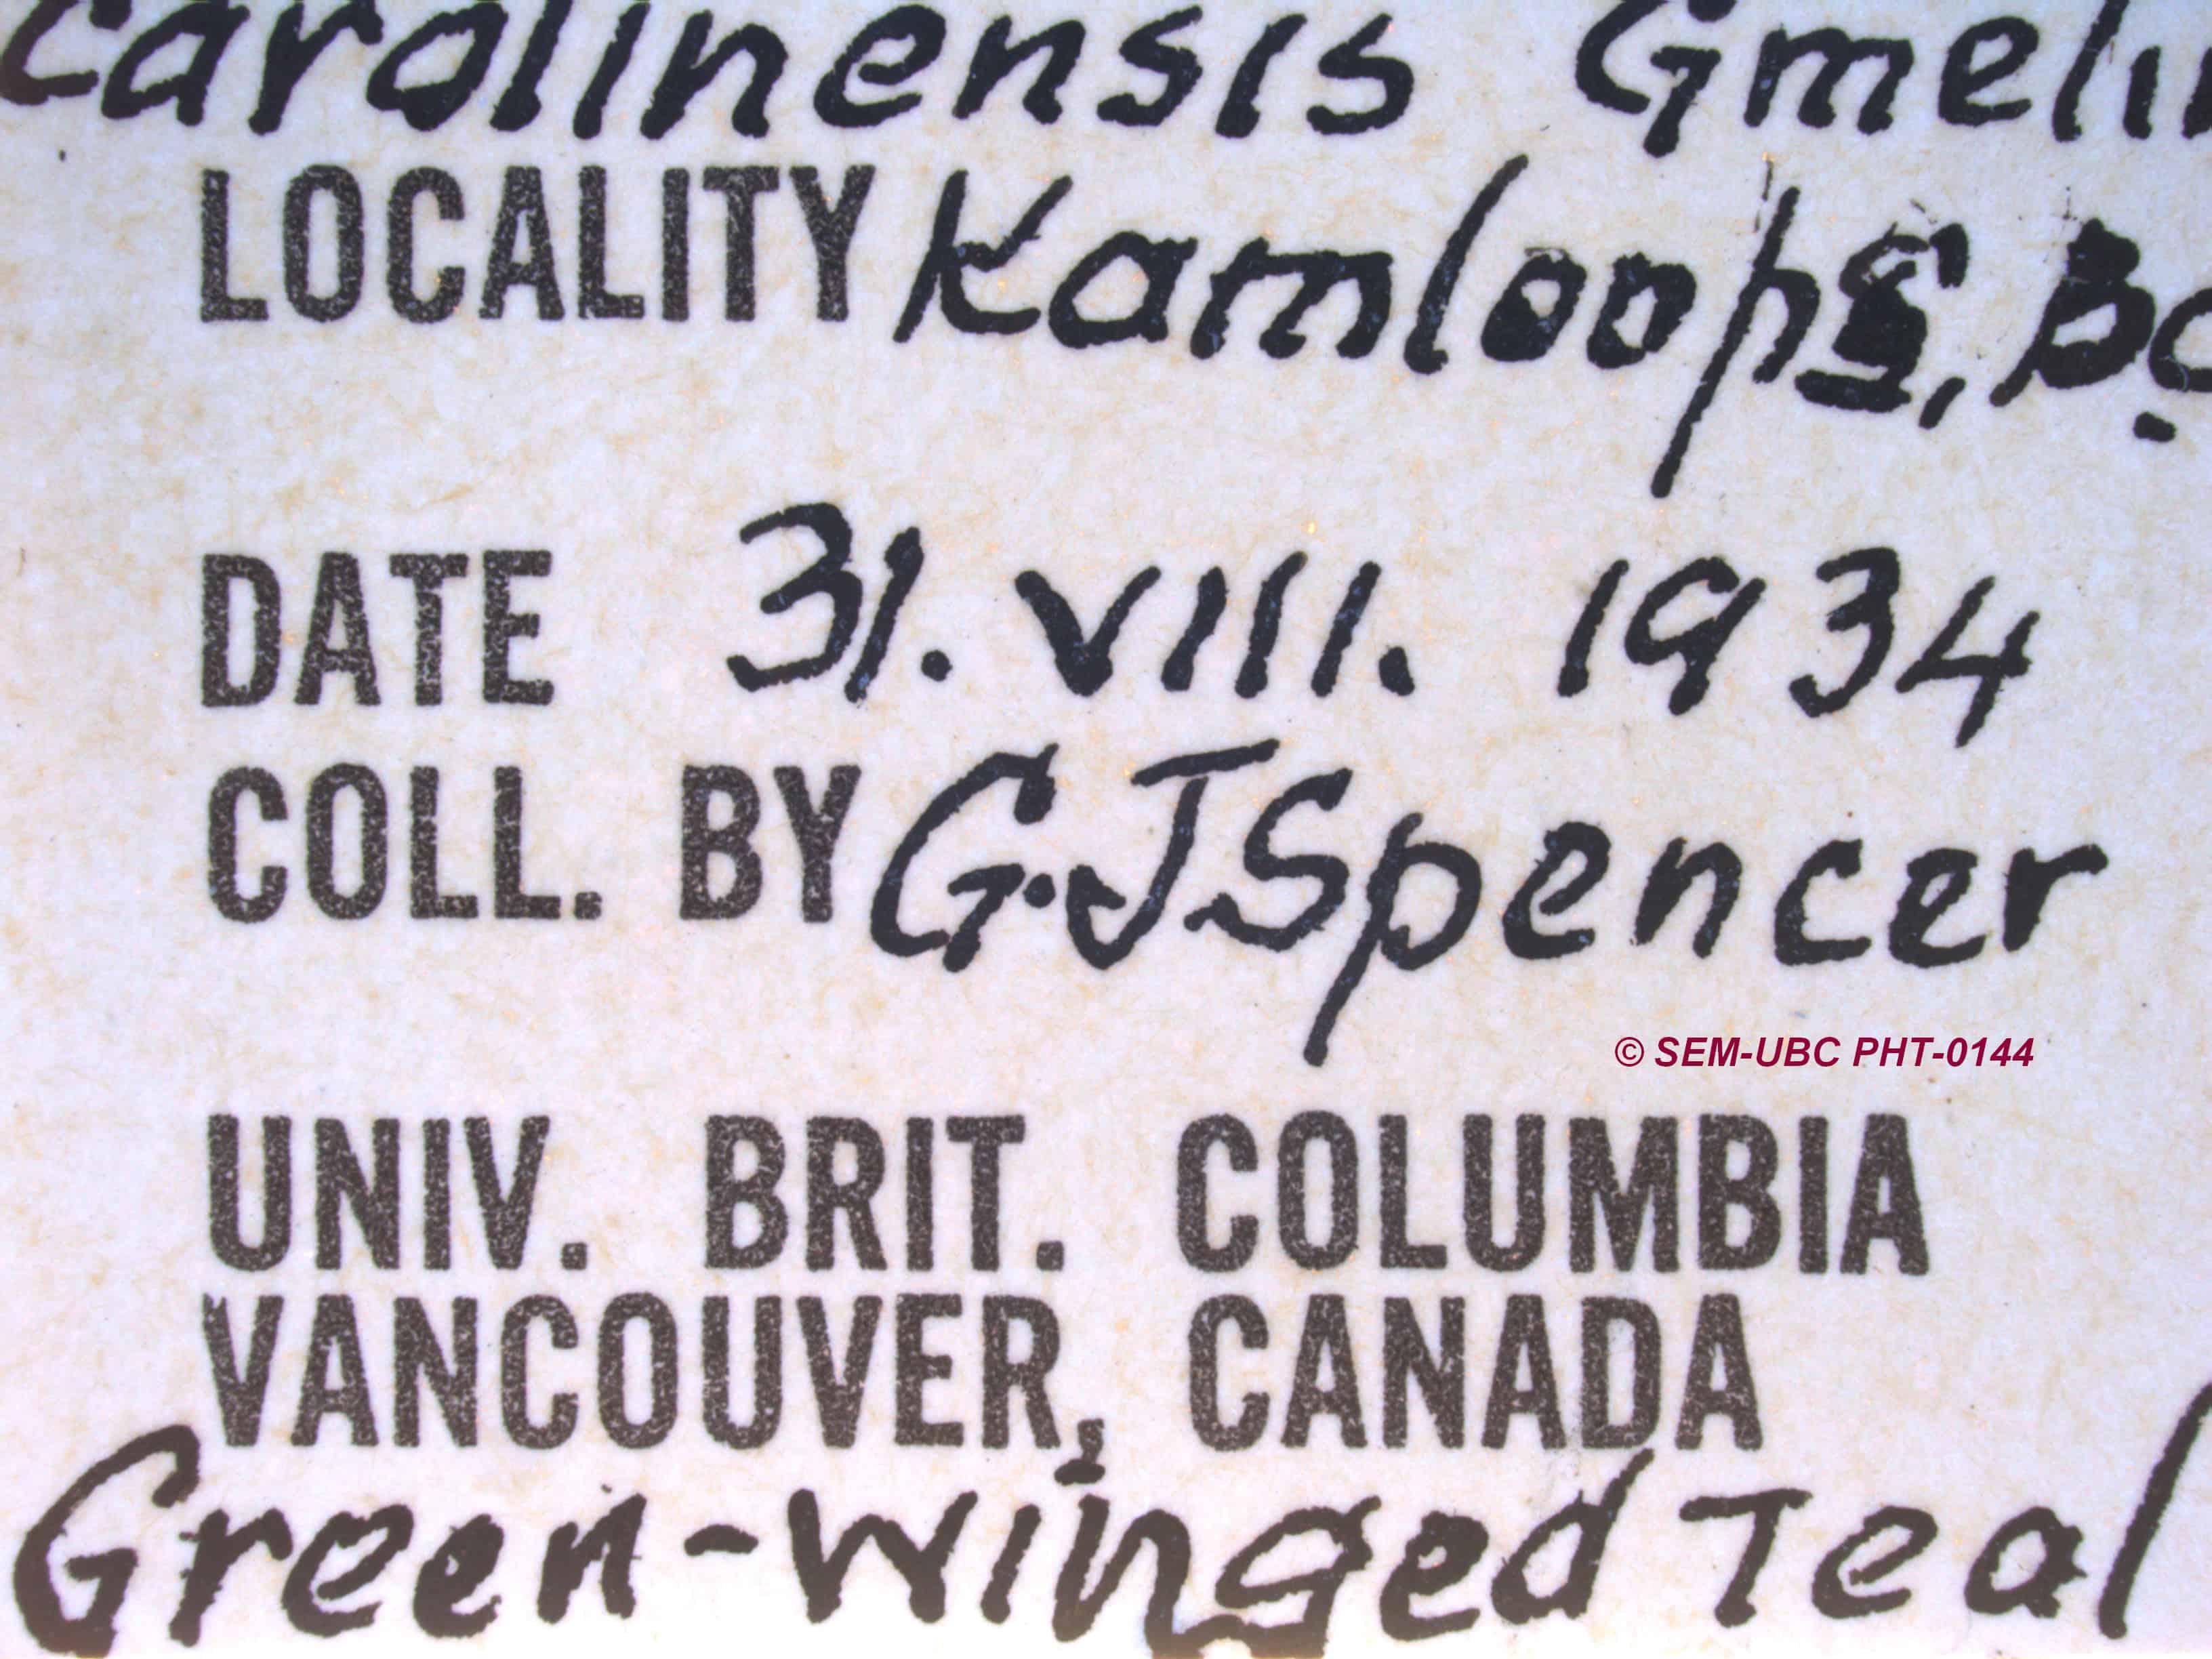 carolinensis Gmelin
LOCALITY Kamloops, BC
DATE 31. VIII. 1934
COLL. BY G.J Spencer
© SEM-UBC PHT-0144
UNIV. BRIT. COLUMBIA
VANCOUVER, CANADA
Green-winged Teal